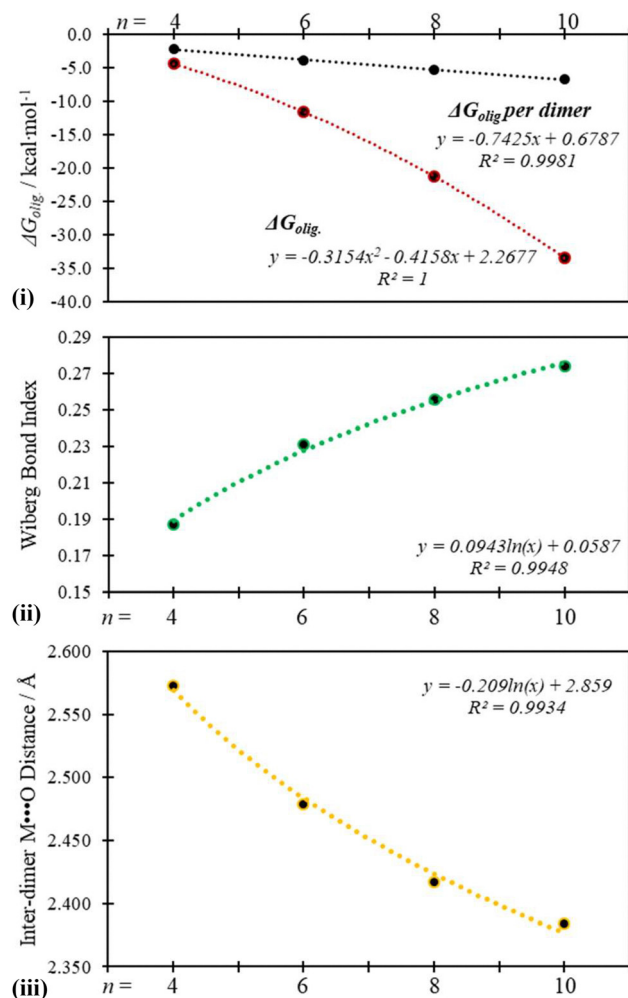 n = 4 6 8 10
0.0
-5.0
-10.0
-15.0
-20.0
-25.0
-30.0
-35.0
-40.0
ΔG_olig. / kcal·mol⁻¹
ΔG_olig per dimer
y = -0.7425x + 0.6787
R² = 0.9981
ΔG_olig.
y = -0.3154x² - 0.4158x + 2.2677
R² = 1
(i)
0.29
0.27
0.25
0.23
0.21
0.19
0.17
0.15
Wiberg Bond Index
y = 0.0943ln(x) + 0.0587
R² = 0.9948
n = 4 6 8 10
(ii)
2.600
2.550
2.500
2.450
2.400
2.350
Inter-dimer M•••O Distance / Å
y = -0.209ln(x) + 2.859
R² = 0.9934
n = 4 6 8 10
(iii)